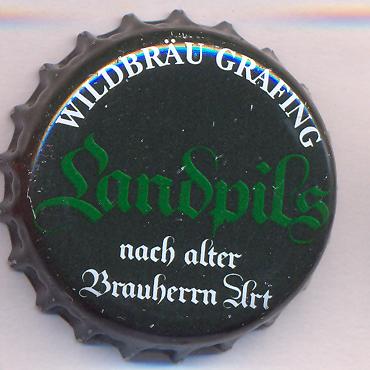 WILDBRÄU GRAFING
Landpils
nach alter
Brauherrn Art